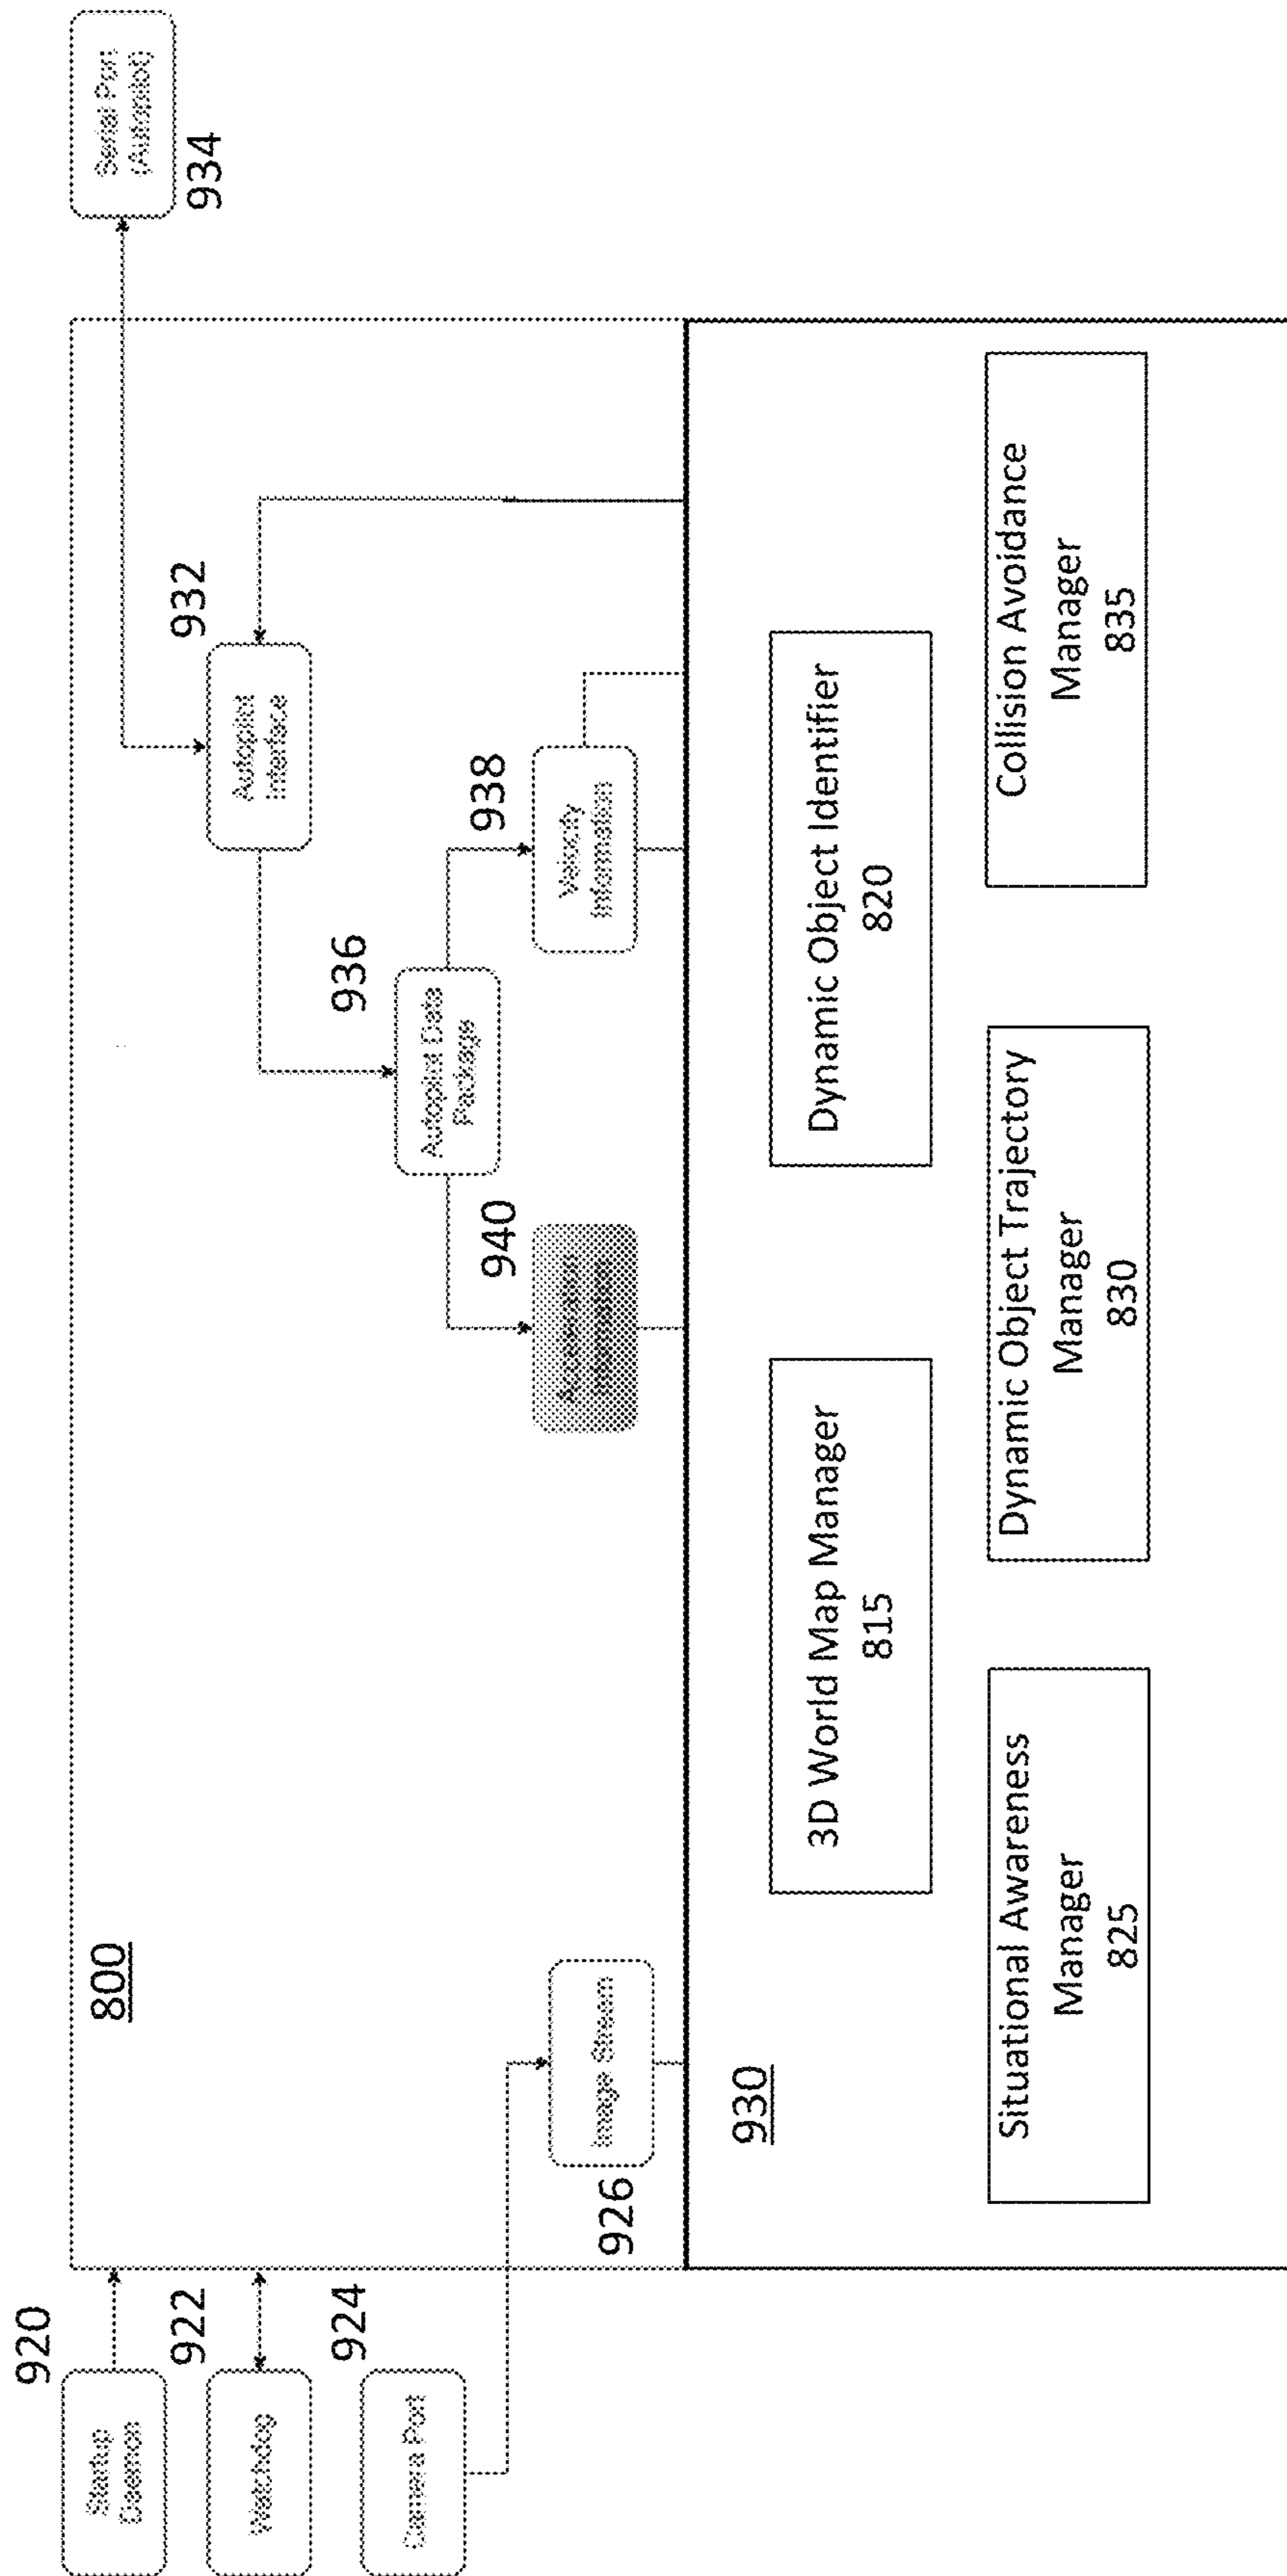 920
Startup
Daemon
922
Watchdog
924
Camera Port
800
926
Image Stream
940
936
Autopilot Data
Package
938
Velocity
Information
932
Autopilot
Interface
Serial Port
(Autopilot)
934
930
3D World Map Manager
815
Dynamic Object Identifier
820
Situational Awareness
Manager
825
Dynamic Object Trajectory
Manager
830
Collision Avoidance
Manager
835